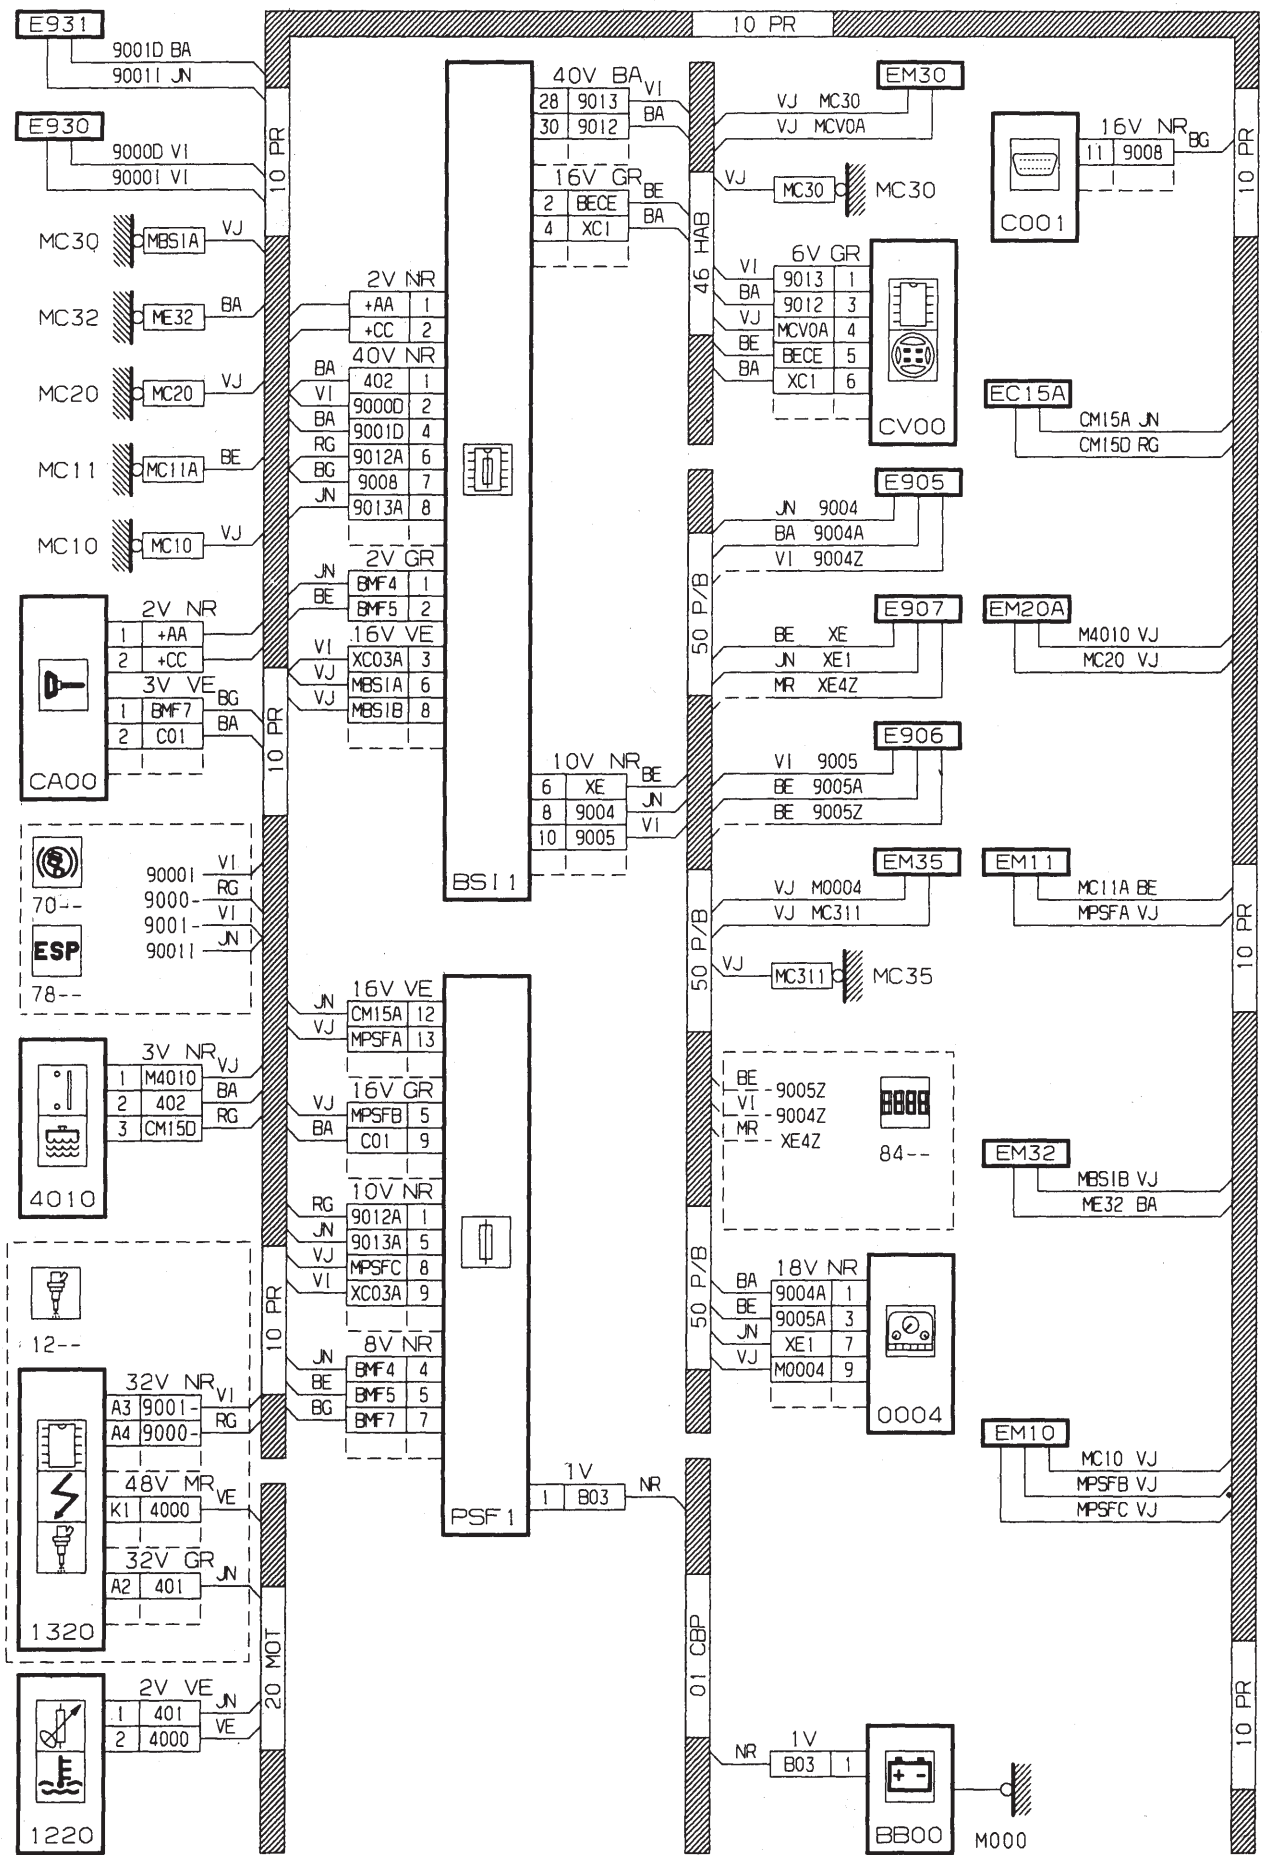 10 PR
E931
9001D BA
9001I JN
E930
9000D VI
9000I VI
10 PR
MC30
MBS1A
VJ
MC32
ME32
BA
MC20
MC20
VJ
MC11
MC11A
BE
MC10
MC10
VJ
2V NR
1 +AA
2 +CC
3V VE
1 BMF7 BG
2 C01 BA
CA00
10 PR
70--
ESP
78--
9000I VI
9000- RG
9001- VI
9001I JN
3V NR
1 M4010 VJ
2 402 BA
3 CM15D RG
4010
12--
10 PR
32V NR
A3 9001- VI
A4 9000- RG
48V MR
K1 4000 VE
32V GR
A2 401 JN
1320
20 MOT
2V VE
1 401 JN
2 4000 VE
1220
2V NR
+AA 1
+CC 2
40V NR
BA 402 1
VI 9000D 2
BA 9001D 4
RG 9012A 6
BG 9008 7
JN 9013A 8
2V GR
JN BMF4 1
BE BMF5 2
16V VE
VI XC03A 3
VJ MBS1A 6
VJ MBS1B 8
40V BA
28 9013 VI
30 9012 BA
16V GR
2 BECE BE
4 XC1 BA
10V NR
6 XE BE
8 9004 JN
10 9005 VI
BSI1
16V VE
JN CM15A 12
VJ MPSFA 13
16V GR
VJ MPSFB 5
BA C01 9
10V NR
RG 9012A 1
JN 9013A 5
VJ MPSFC 8
VI XC03A 9
8V NR
JN BMF4 4
BE BMF5 5
BG BMF7 7
1V
1 B03 NR
PSF1
46 HAB
EM30
VJ MC30
VJ MCV0A
VJ MC30
MC30
6V GR
VI 9013 1
BA 9012 3
VJ MCV0A 4
BE BECE 5
BA XC1 6
CV00
50 P/B
E905
JN 9004
BA 9004A
VI 9004Z
E907
BE XE
JN XE1
MR XE4Z
E906
VI 9005
BE 9005A
BE 9005Z
50 P/B
EM35
VJ M0004
VJ MC311
VJ MC311
MC35
BE 9005Z
VI 9004Z
MR XE4Z
8888
84--
50 P/B
18V NR
BA 9004A 1
BE 9005A 3
JN XE1 7
VJ M0004 9
0004
01 CBP
1V
NR B03 1
+ -
BB00
M000
16V NR
11 9008 BG
C001
10 PR
EC15A
CM15A JN
CM15D RG
EM20A
M4010 VJ
MC20 VJ
EM11
MC11A BE
MPSFA VJ
10 PR
EM32
MBS1B VJ
ME32 BA
EM10
MC10 VJ
MPSFB VJ
MPSFC VJ
10 PR